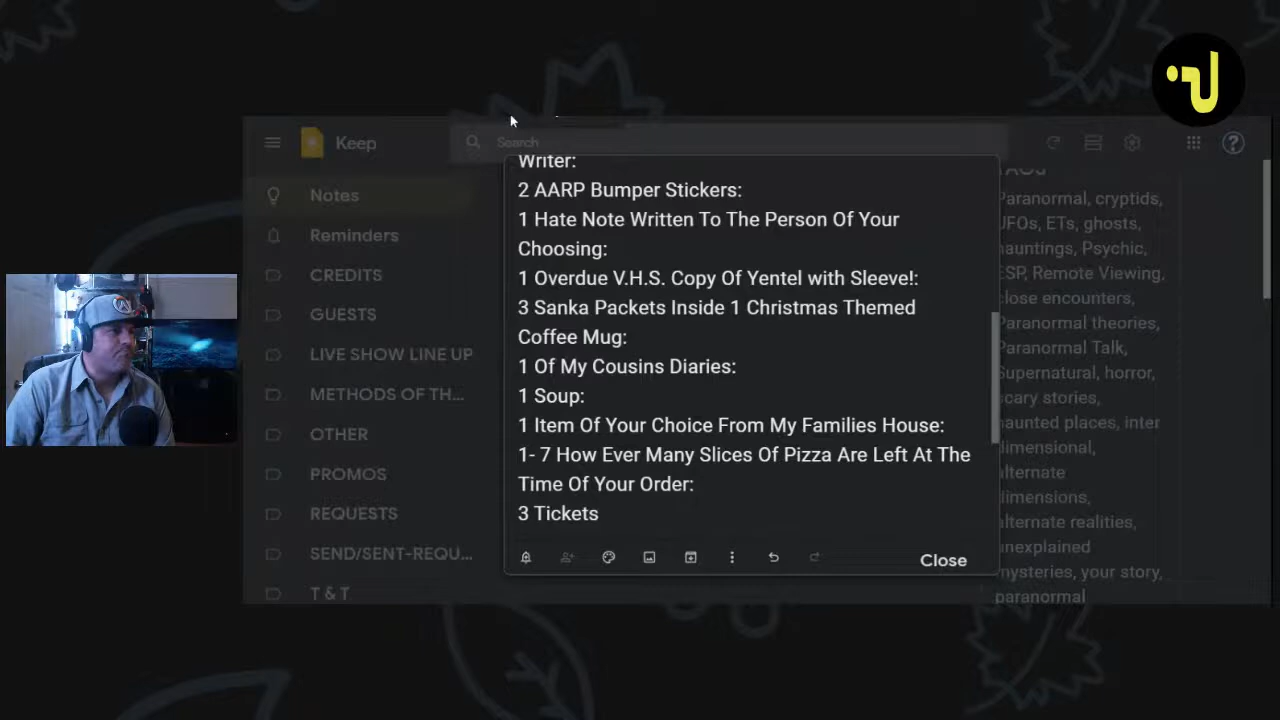 Keep
Search
Notes
Reminders
CREDITS
GUESTS
LIVE SHOW LINE UP
METHODS OF TH...
OTHER
PROMOS
REQUESTS
SEND/SENT-REQU...
T & T
Writer:
2 AARP Bumper Stickers:
1 Hate Note Written To The Person Of Your
Choosing:
1 Overdue V.H.S. Copy Of Yentel with Sleeve!:
3 Sanka Packets Inside 1 Christmas Themed
Coffee Mug:
1 Of My Cousins Diaries:
1 Soup:
1 Item Of Your Choice From My Families House:
1- 7 How Ever Many Slices Of Pizza Are Left At The
Time Of Your Order:
3 Tickets
Close
Paranormal, cryptids,
UFOs, ETs, ghosts,
hauntings, Psychic,
ESP, Remote Viewing,
close encounters,
Paranormal theories,
Paranormal Talk,
Supernatural, horror,
scary stories,
haunted places, inter
dimensional,
alternate
dimensions,
alternate realities,
unexplained
mysteries, your story,
paranormal